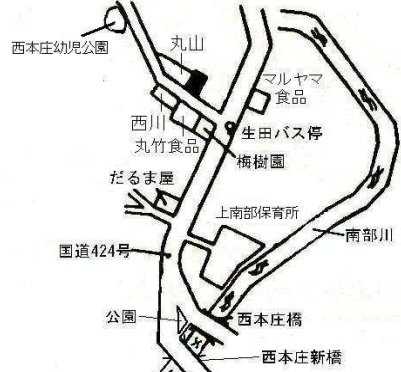 西本庄幼児公園
丸山
マルヤマ
食品
西川
丸竹食品
生田バス停
梅樹園
だるま屋
上南部保育所
南部川
国道424号
公園
西本庄橋
西本庄新橋